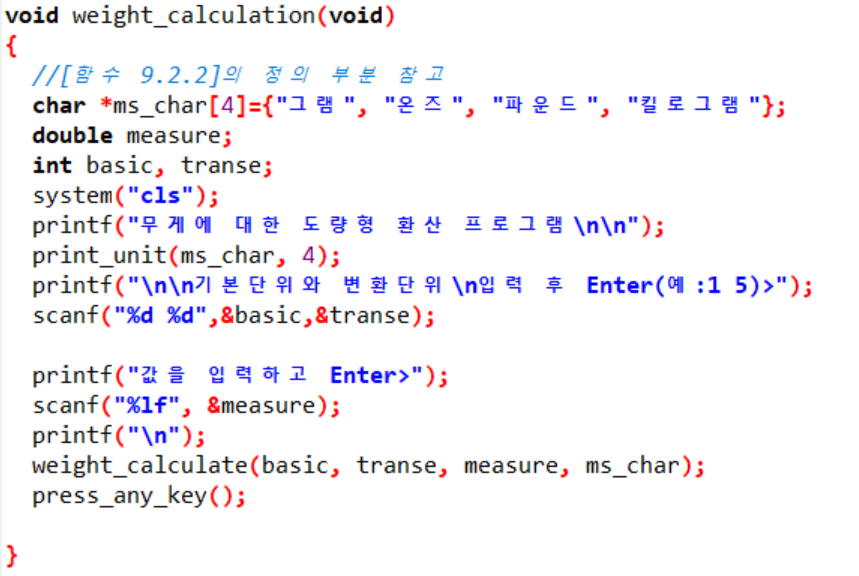 void weight_calculation(void)
{
//[함수 9.2.2]의 정의 부분 참고
char *ms_char[4]={"그램", "온즈", "파운드", "킬로그램"};
double measure;
int basic, transe;
system("cls");
printf("무게에 대한 도량형 환산 프로그램\n\n");
print_unit(ms_char, 4);
printf("\n\n기본단위와 변환단위\n입력 후 Enter(예:1 5)>");
scanf("%d %d",&basic,&transe);
printf("값을 입력하고 Enter>");
scanf("%lf", &measure);
printf("\n");
weight_calculate(basic, transe, measure, ms_char);
press_any_key();
}